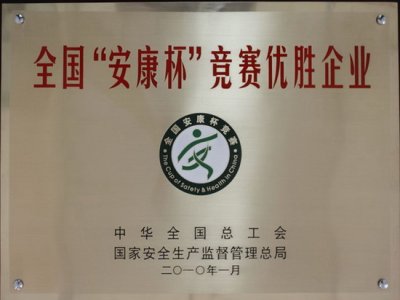 全国“安康杯”竞赛优胜企业
全国安康杯竞赛
The Cup of Safety & Health in China
中华全国总工会
国家安全生产监督管理总局
二〇一〇年一月